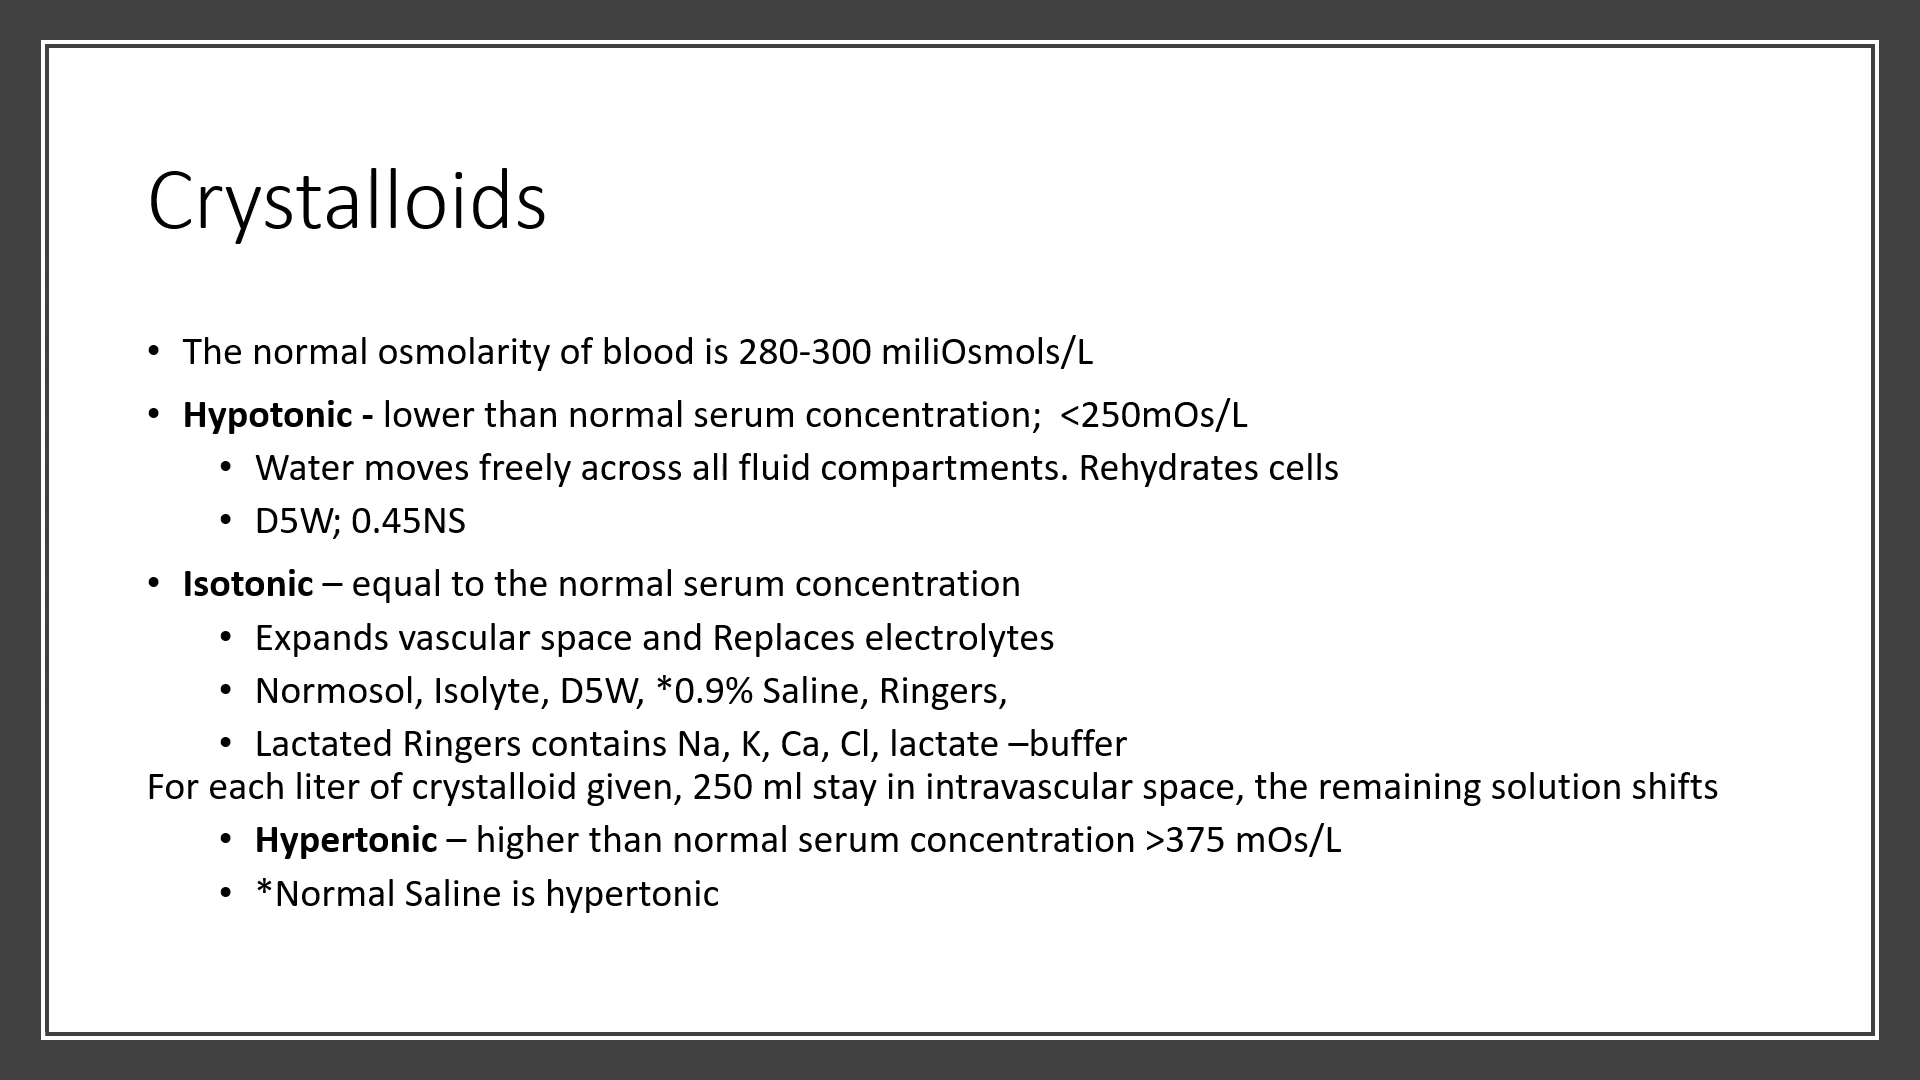 Crystalloids
• The normal osmolarity of blood is 280-300 miliOsmols/L
• Hypotonic - lower than normal serum concentration;  <250mOs/L
• Water moves freely across all fluid compartments. Rehydrates cells
• D5W; 0.45NS
• Isotonic – equal to the normal serum concentration
• Expands vascular space and Replaces electrolytes
• Normosol, Isolyte, D5W, *0.9% Saline, Ringers,
• Lactated Ringers contains Na, K, Ca, Cl, lactate –buffer
For each liter of crystalloid given, 250 ml stay in intravascular space, the remaining solution shifts
• Hypertonic – higher than normal serum concentration >375 mOs/L
• *Normal Saline is hypertonic